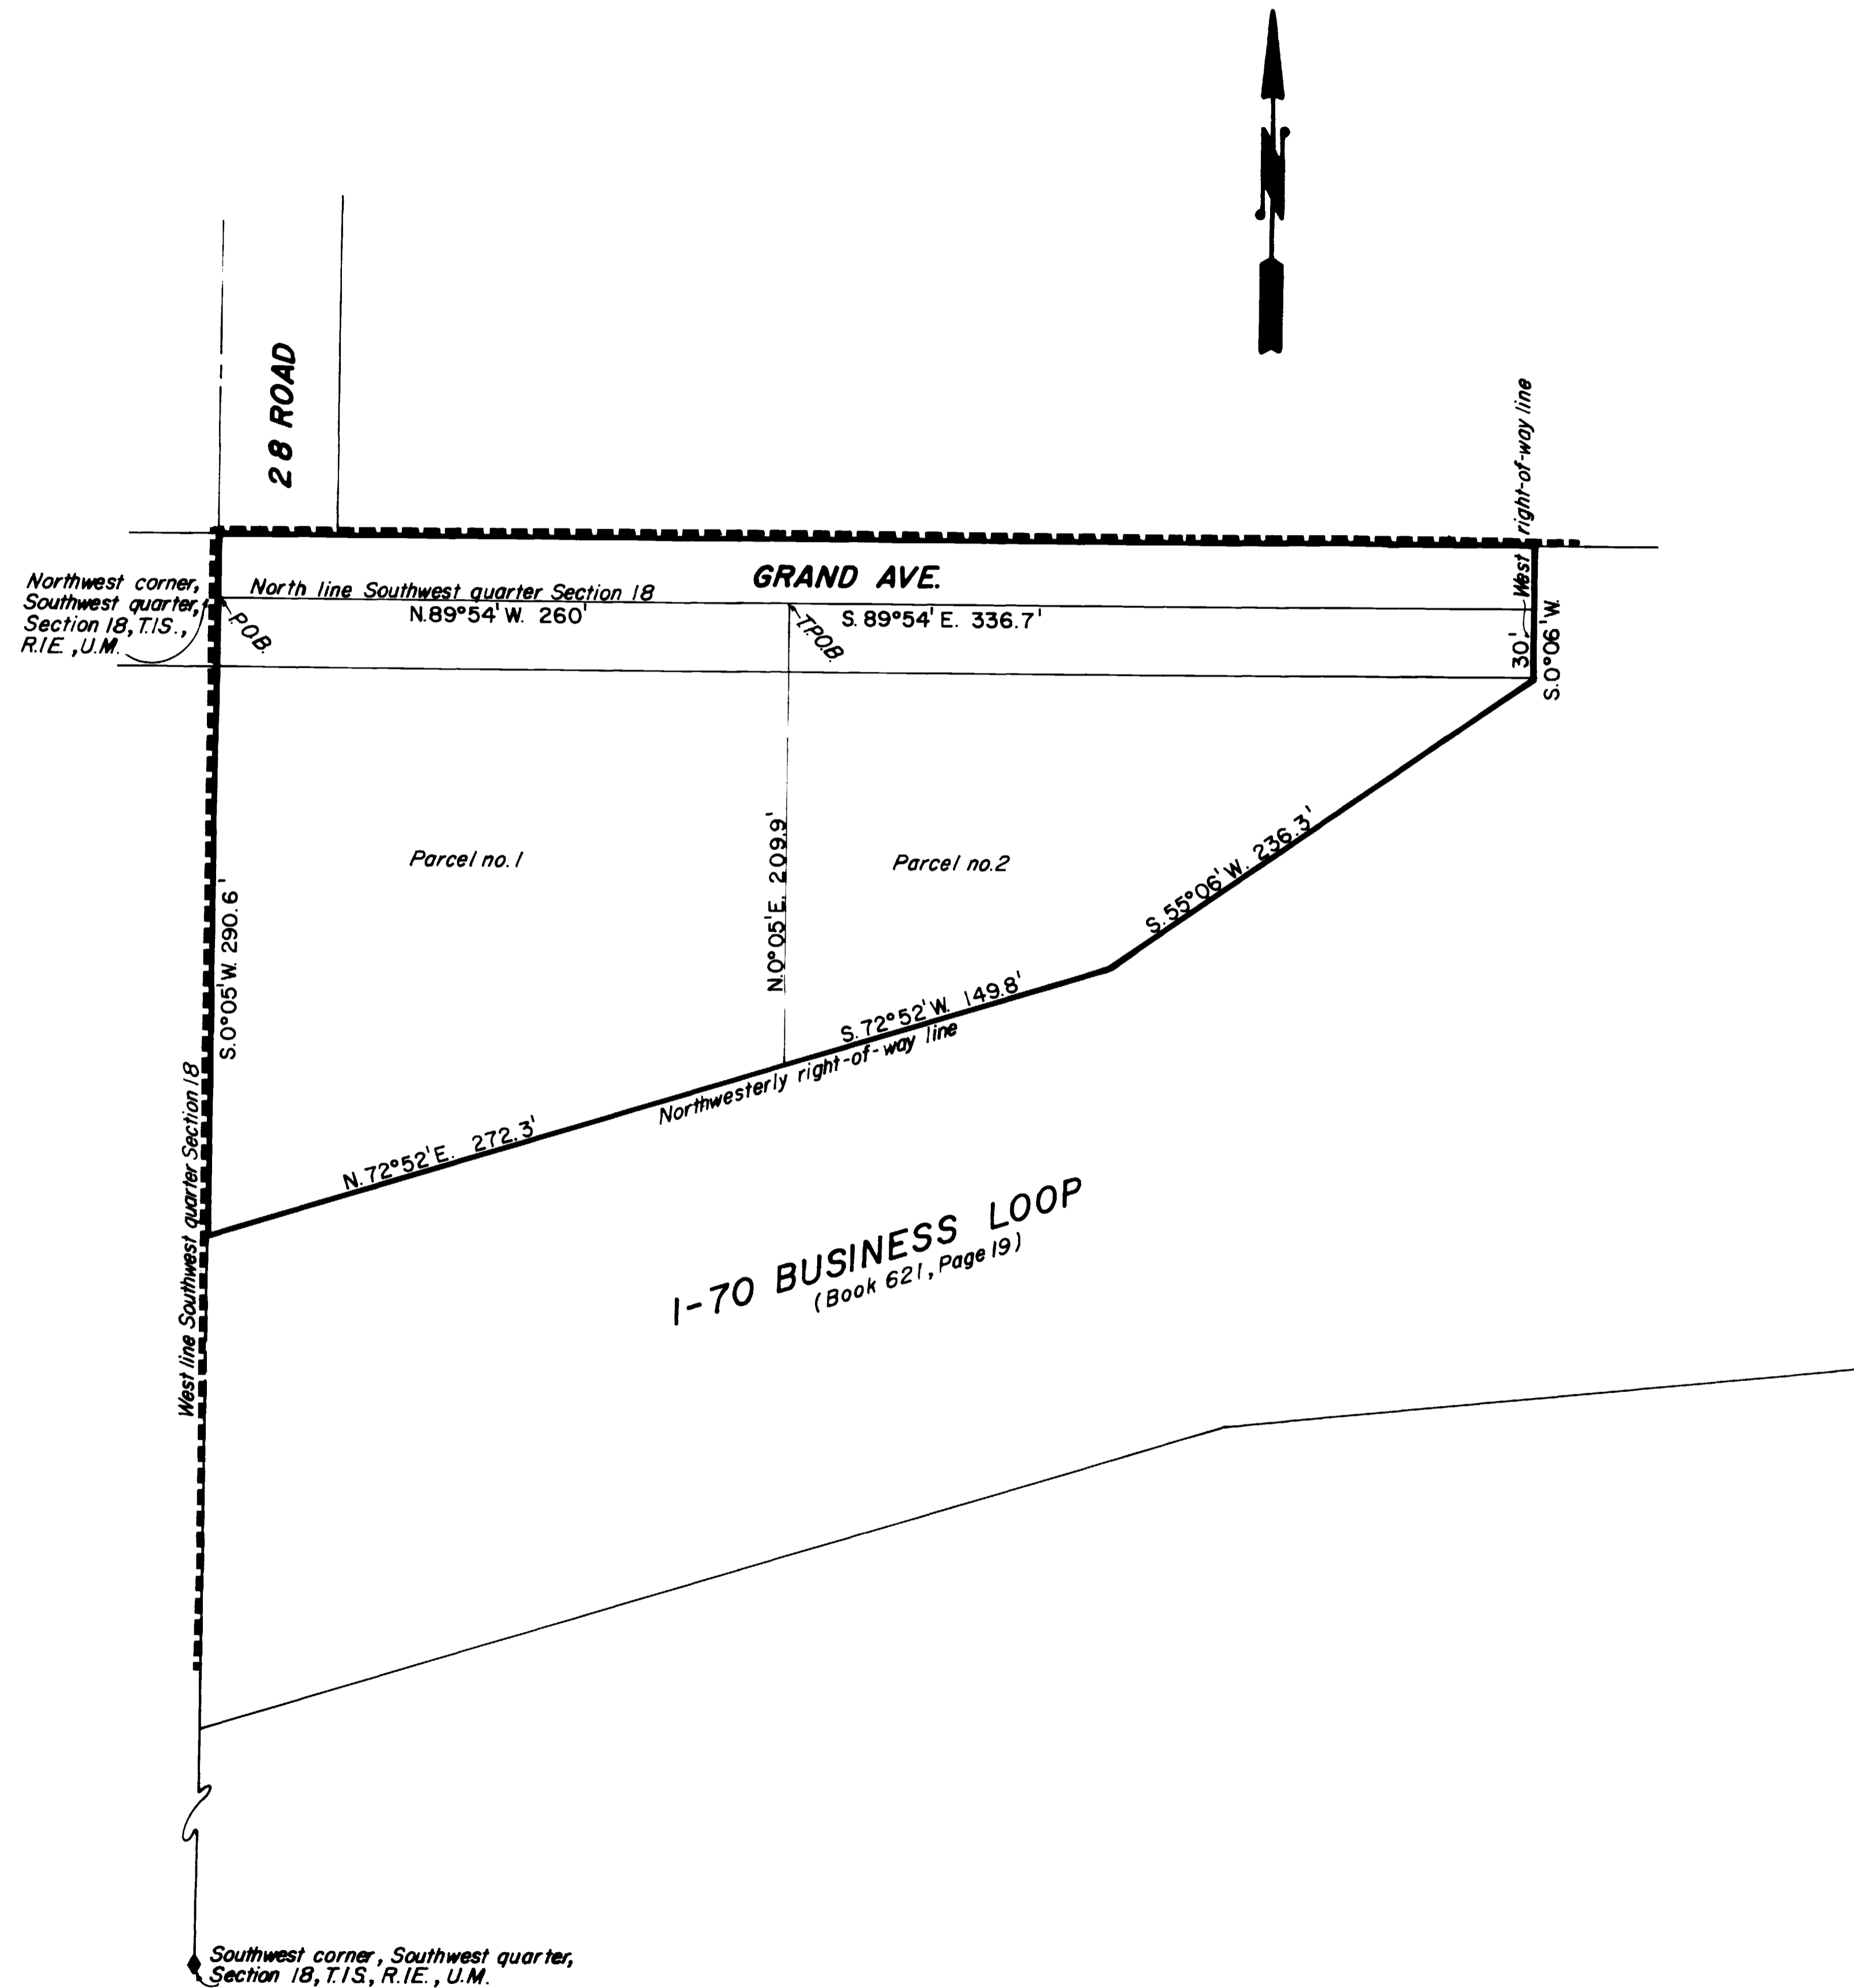 N
28 ROAD
West right-of-way line
GRAND AVE.
Northwest corner,
Southwest quarter,
Section 18, T.1S.,
R.1E., U.M.
North line Southwest quarter Section 18
N.89°54' W. 260'
S. 89°54' E. 336.7'
P.O.B.
T.P.O.B.
30'
S.0°06' W.
Parcel no. 1
Parcel no. 2
S.0°05' W. 290.6'
N.0°05' E. 209.9'
S. 55°06' W. 236.3'
S. 72°52' W. 149.8'
Northwesterly right-of-way line
N. 72°52' E. 272.3'
West line Southwest quarter Section 18
I-70 BUSINESS LOOP
(Book 621, Page 19)
Southwest corner, Southwest quarter,
Section 18, T.1S., R.1E., U.M.